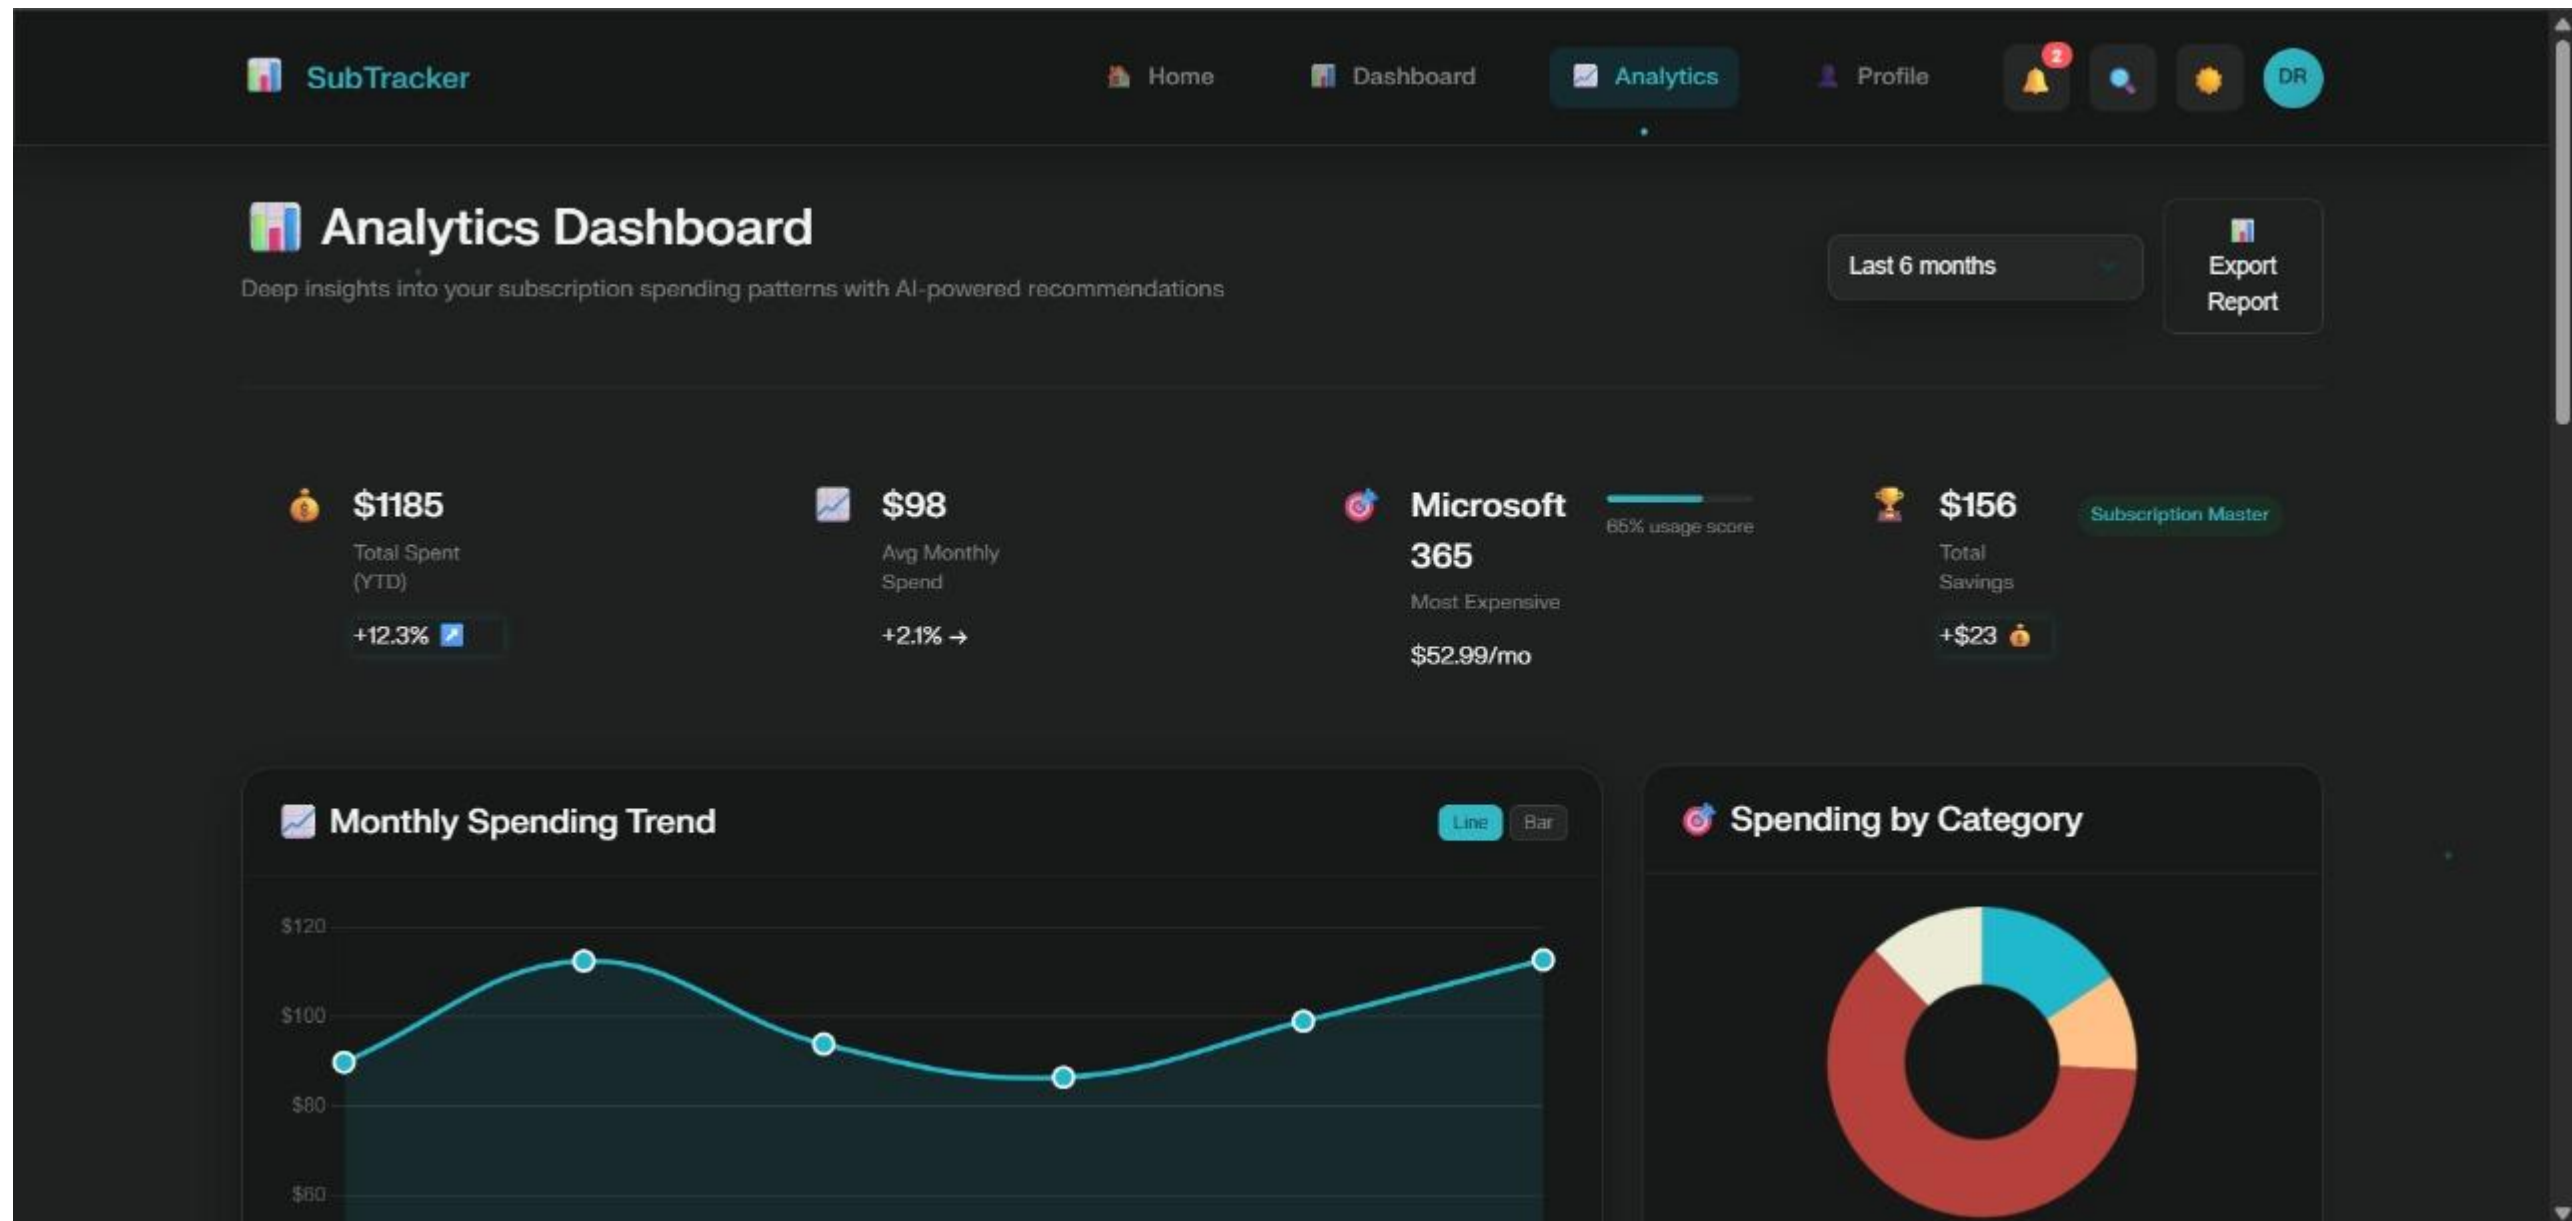 SubTracker
Home
Dashboard
Analytics
Profile
2
DR
Analytics Dashboard
Deep insights into your subscription spending patterns with AI-powered recommendations
Last 6 months
Export
Report
$1185
Total Spent
(YTD)
+12.3%
$98
Avg Monthly
Spend
+2.1% →
Microsoft
365
Most Expensive
$52.99/mo
65% usage score
$156
Total
Savings
+$23
Subscription Master
Monthly Spending Trend
Line
Bar
$120
$100
$80
$60
Spending by Category